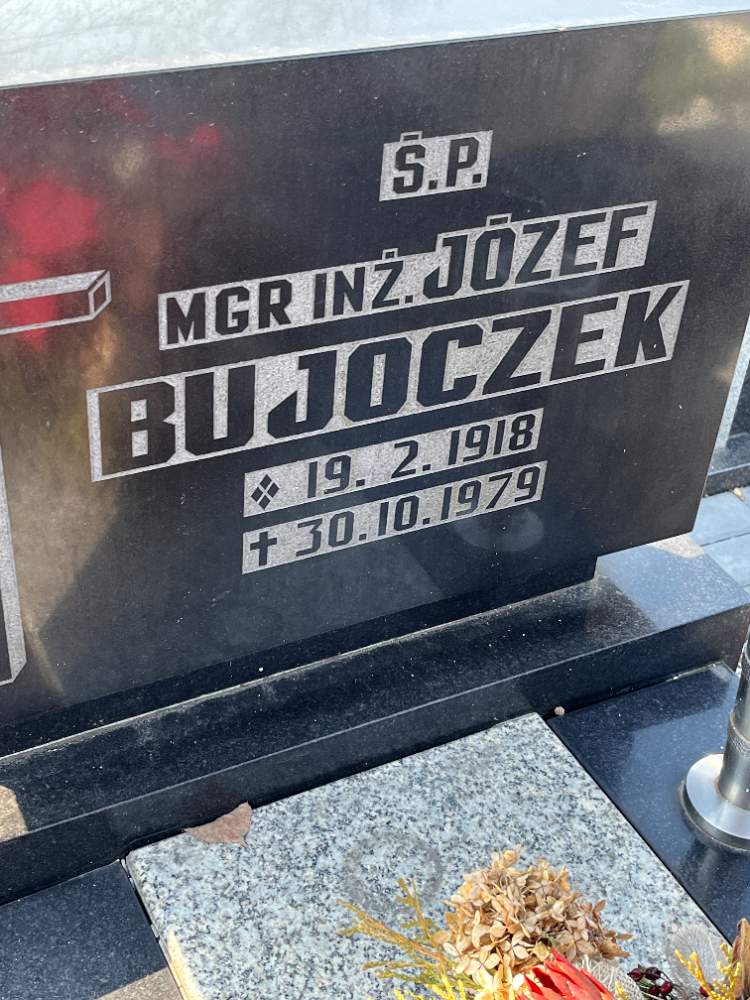 Ś.P.
MGR INŻ. JÓZEF
BUJOCZEK
19. 2. 1918
✝ 30.10.1979